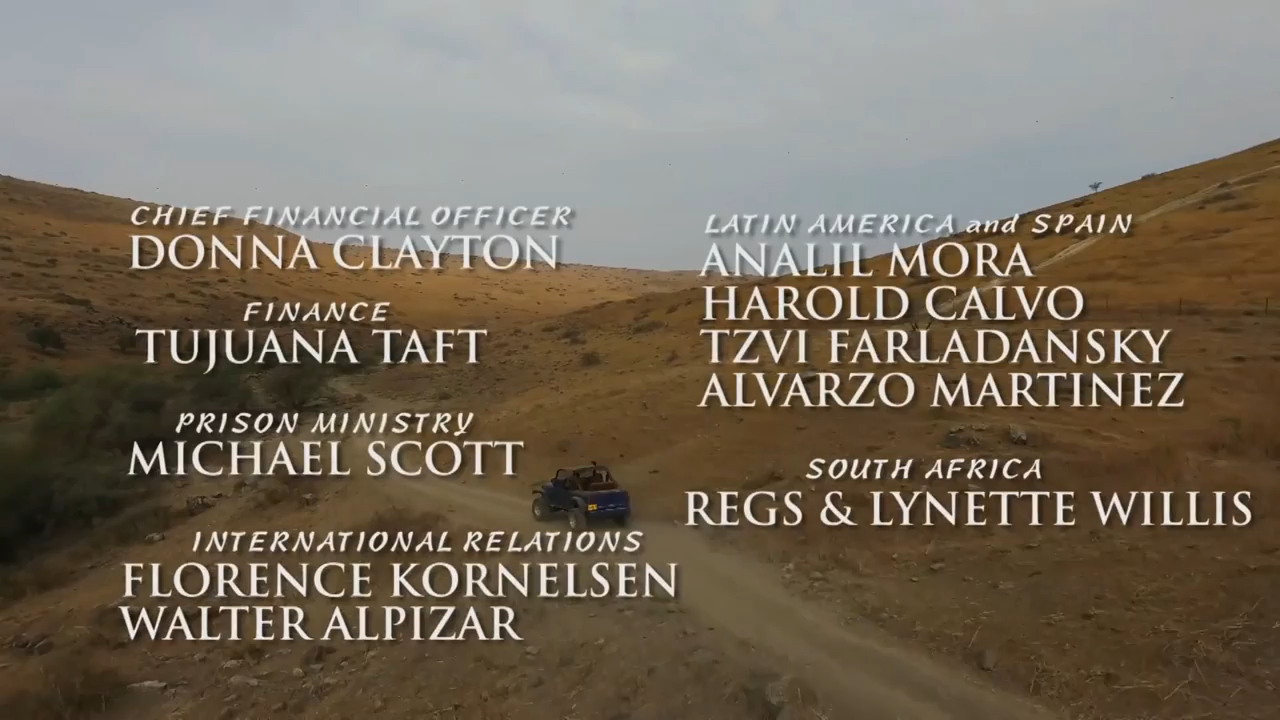 CHIEF FINANCIAL OFFICER
DONNA CLAYTON
FINANCE
TUJUANA TAFT
PRISON MINISTRY
MICHAEL SCOTT
INTERNATIONAL RELATIONS
FLORENCE KORNELSEN
WALTER ALPIZAR
LATIN AMERICA and SPAIN
ANALIL MORA
HAROLD CALVO
TZVI FARLADANSKY
ALVARZO MARTINEZ
SOUTH AFRICA
REGS & LYNETTE WILLIS